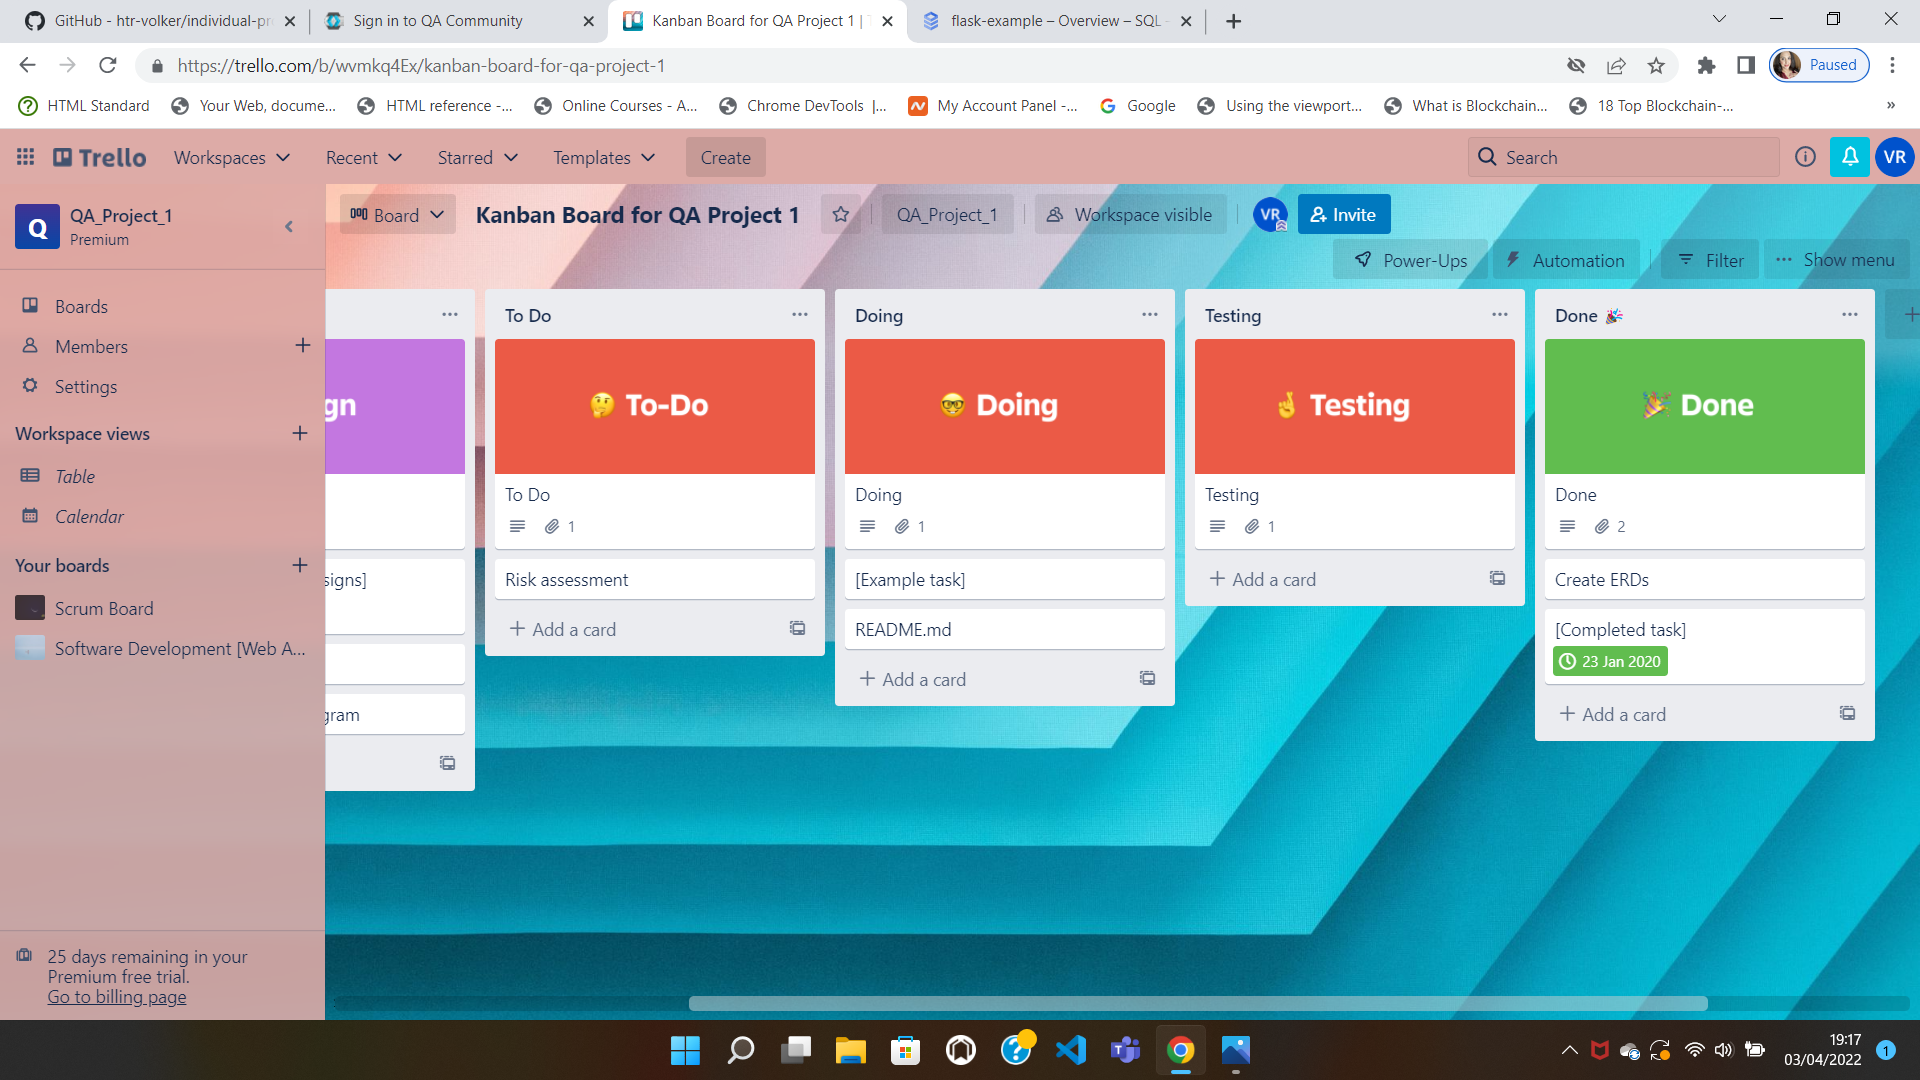 GitHub - htr-volker/individual-pr
Sign in to QA Community
Kanban Board for QA Project 1 | T
flask-example – Overview – SQL -
https://trello.com/b/wvmkq4Ex/kanban-board-for-qa-project-1
Paused
HTML Standard
Your Web, docume...
HTML reference -...
Online Courses - A...
Chrome DevTools |...
My Account Panel -...
Google
Using the viewport...
What is Blockchain...
18 Top Blockchain-...
»
Trello
Workspaces
Recent
Starred
Templates
Create
Search
VR
Q
QA_Project_1
Premium
Board
Kanban Board for QA Project 1
QA_Project_1
Workspace visible
VR
Invite
Power-Ups
Automation
Filter
Show menu
Boards
Members
Settings
Workspace views
Table
Calendar
Your boards
Scrum Board
Software Development [Web A...
25 days remaining in your
Premium free trial.
Go to billing page
gn
signs]
gram
To Do
🤔 To-Do
To Do
1
Risk assessment
+ Add a card
Doing
🤓 Doing
Doing
1
[Example task]
README.md
+ Add a card
Testing
🤞 Testing
Testing
1
+ Add a card
Done 🎉
🎉 Done
Done
2
Create ERDs
[Completed task]
23 Jan 2020
+ Add a card
19:17
03/04/2022
1